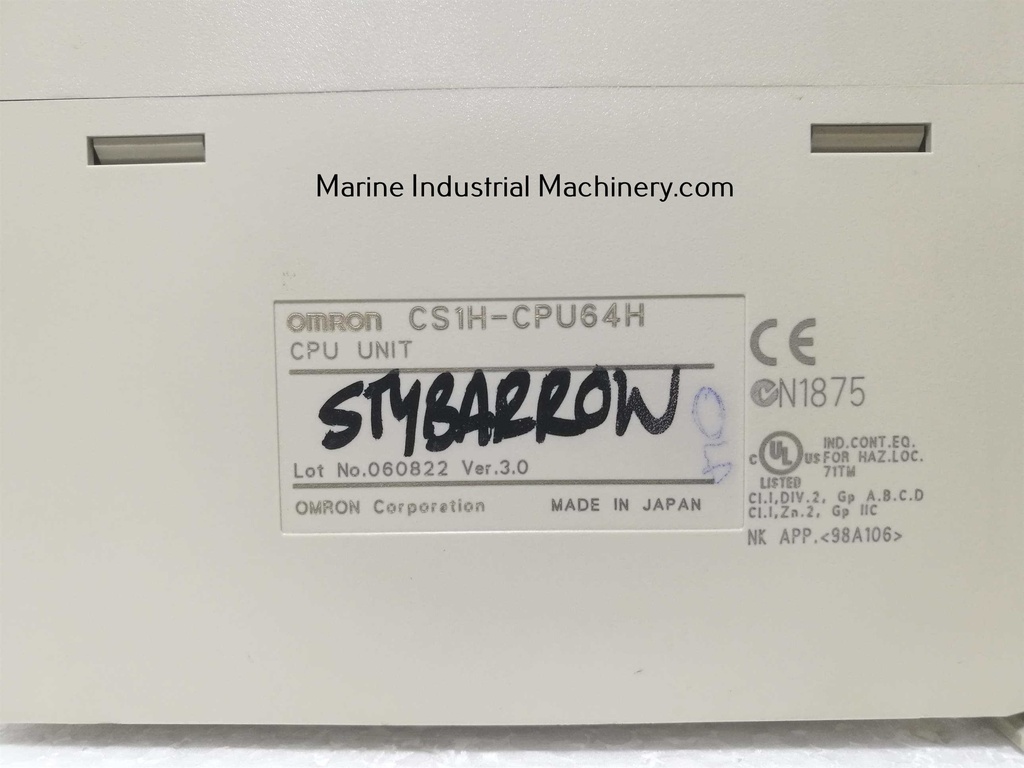 Marine Industrial Machinery.com
OMRON CS1H-CPU64H
CPU UNIT
STYBARROW
Lot No.060822 Ver.3.0
OMRON Corporation MADE IN JAPAN
CE
N1875
C UL US
LISTED
IND.CONT.EQ.
FOR HAZ.LOC.
71TM
Cl.I,DIV.2, Gp A.B.C.D
Cl.I,Zn.2, Gp IIC
NK APP.<98A106>